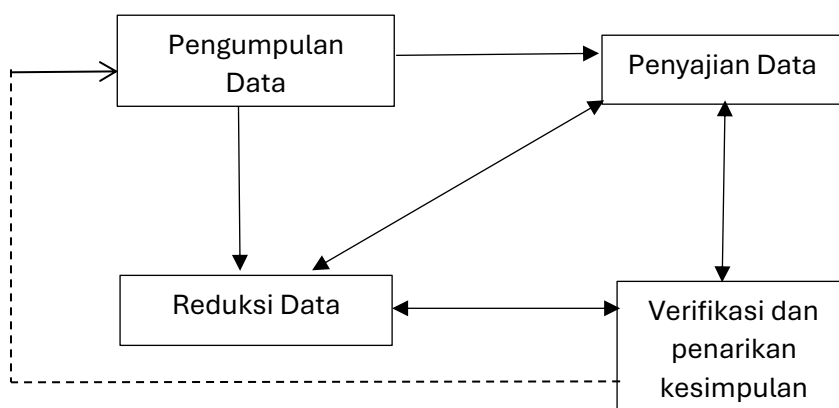 Pengumpulan
Data
Penyajian Data
Reduksi Data
Verifikasi dan
penarikan
kesimpulan